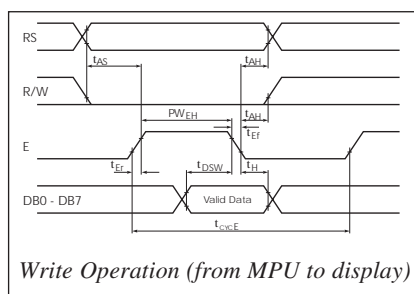 RS
tAS
tAH
R/W
PWEH
tAH
tEf
E
tEr
tDSW
tH
DB0 - DB7
Valid Data
tCYCE
Write Operation (from MPU to display)